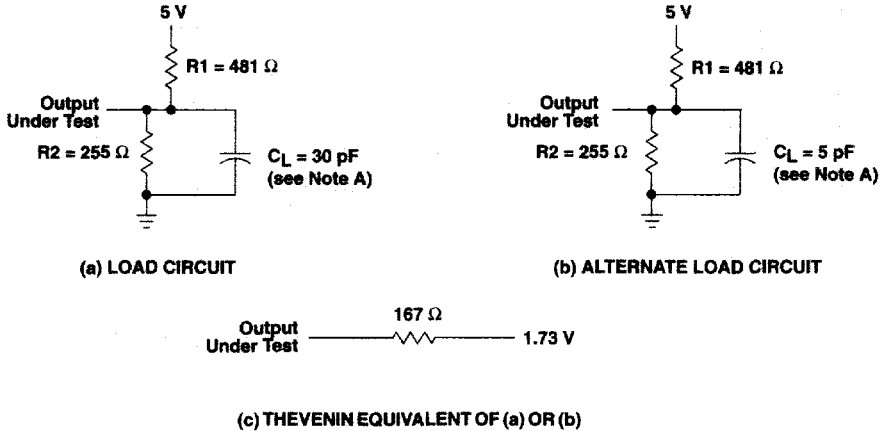 5 V
R1 = 481 Ω
Output
Under Test
R2 = 255 Ω
CL = 30 pF
(see Note A)
(a) LOAD CIRCUIT
5 V
R1 = 481 Ω
Output
Under Test
R2 = 255 Ω
CL = 5 pF
(see Note A)
(b) ALTERNATE LOAD CIRCUIT
167 Ω
Output
Under Test
1.73 V
(c) THEVENIN EQUIVALENT OF (a) OR (b)